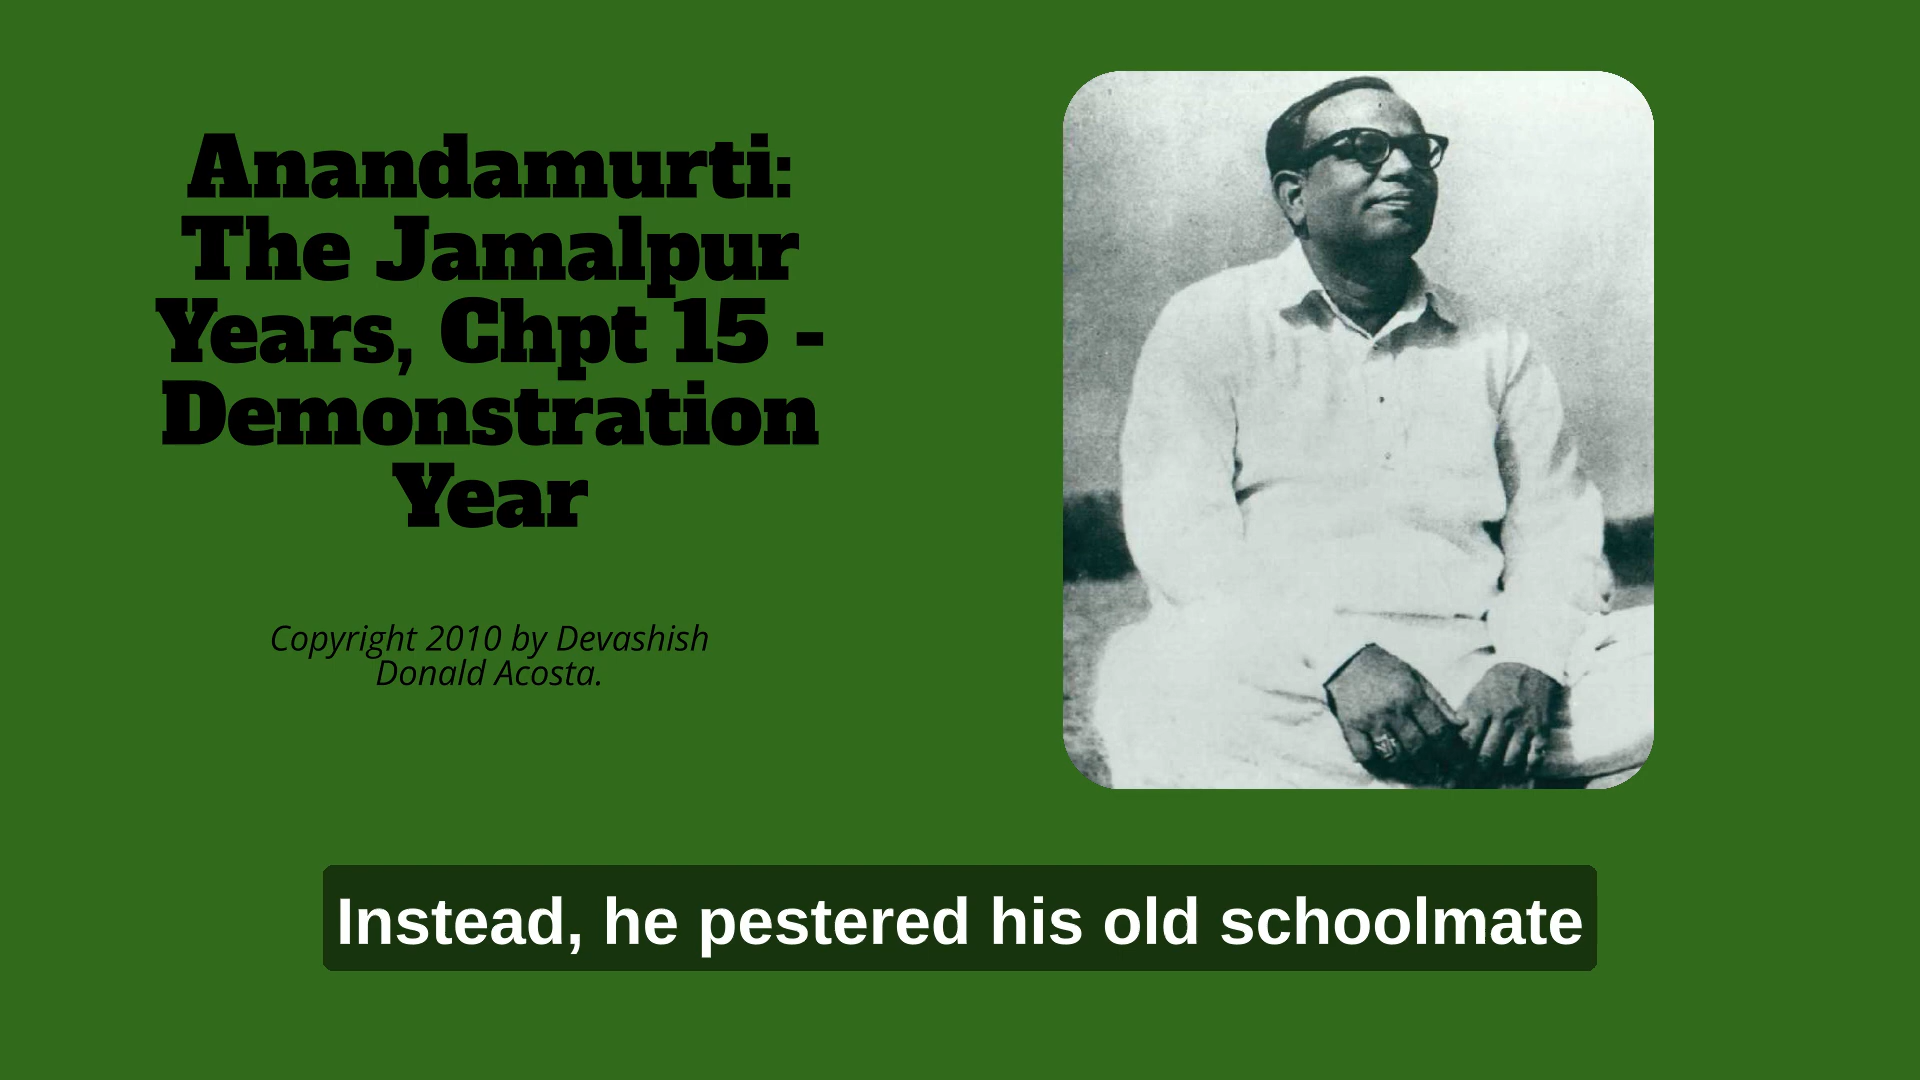 Anandamurti:
The Jamalpur
Years, Chpt 15 -
Demonstration
Year
Copyright 2010 by Devashish
Donald Acosta.
Instead, he pestered his old schoolmate